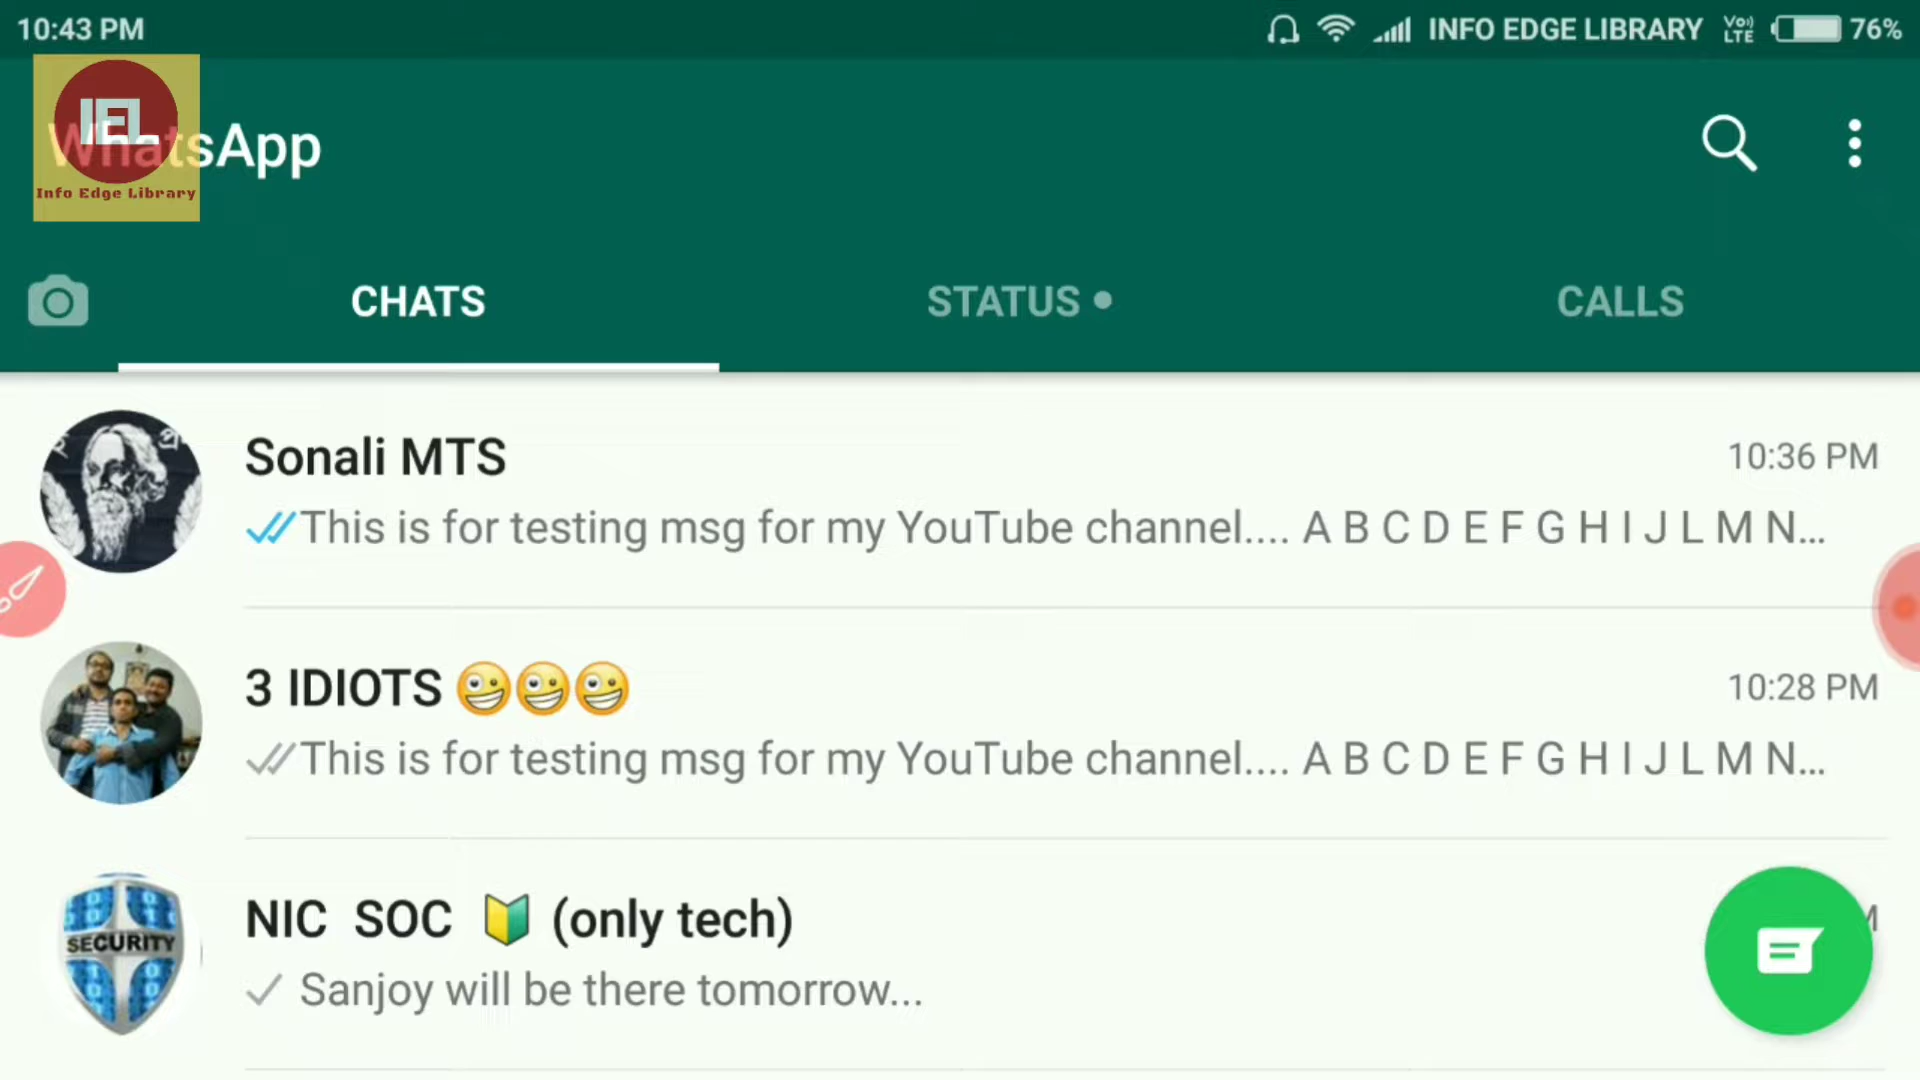 10:43 PM
INFO EDGE LIBRARY
Vo))
LTE
76%
IEL
WhatsApp
Info Edge Library
CHATS
STATUS •
CALLS
Sonali MTS
10:36 PM
This is for testing msg for my YouTube channel.... A B C D E F G H I J L M N...
3 IDIOTS 🤪🤪🤪
10:28 PM
This is for testing msg for my YouTube channel.... A B C D E F G H I J L M N...
SECURITY
NIC SOC 🔰 (only tech)
Sanjoy will be there tomorrow...